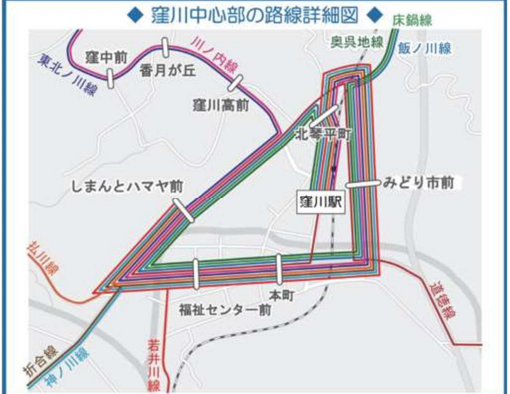 ◆ 窪川中心部の路線詳細図 ◆
床鍋線
奥呉地線
飯ノ川線
川ノ内線
窪中前
香月が丘
東北ノ川線
窪川高前
北琴平町
しまんとハマヤ前
みどり市前
窪川駅
払川線
本町
福祉センター前
道徳線
若井川線
折合線
神ノ川線